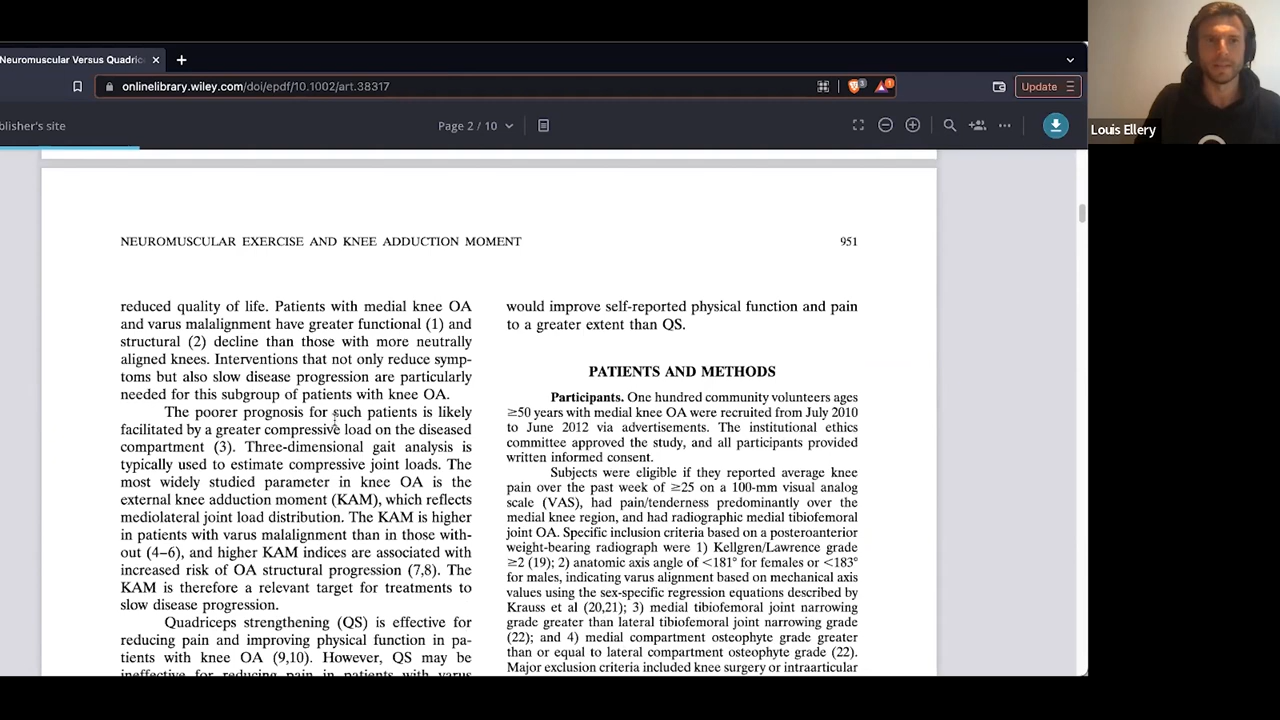 Neuromuscular Versus Quadric
onlinelibrary.wiley.com/doi/epdf/10.1002/art.38317
3
1
Update
blisher's site
Page 2 / 10
Louis Ellery
NEUROMUSCULAR EXERCISE AND KNEE ADDUCTION MOMENT
951
reduced quality of life. Patients with medial knee OA
and varus malalignment have greater functional (1) and
structural (2) decline than those with more neutrally
aligned knees. Interventions that not only reduce symp-
toms but also slow disease progression are particularly
needed for this subgroup of patients with knee OA.
The poorer prognosis for such patients is likely
facilitated by a greater compressive load on the diseased
compartment (3). Three-dimensional gait analysis is
typically used to estimate compressive joint loads. The
most widely studied parameter in knee OA is the
external knee adduction moment (KAM), which reflects
mediolateral joint load distribution. The KAM is higher
in patients with varus malalignment than in those with-
out (4–6), and higher KAM indices are associated with
increased risk of OA structural progression (7,8). The
KAM is therefore a relevant target for treatments to
slow disease progression.
Quadriceps strengthening (QS) is effective for
reducing pain and improving physical function in pa-
tients with knee OA (9,10). However, QS may be
ineffective for reducing pain in patients with varus
would improve self-reported physical function and pain
to a greater extent than QS.
PATIENTS AND METHODS
Participants. One hundred community volunteers ages
≥50 years with medial knee OA were recruited from July 2010
to June 2012 via advertisements. The institutional ethics
committee approved the study, and all participants provided
written informed consent.
Subjects were eligible if they reported average knee
pain over the past week of ≥25 on a 100-mm visual analog
scale (VAS), had pain/tenderness predominantly over the
medial knee region, and had radiographic medial tibiofemoral
joint OA. Specific inclusion criteria based on a posteroanterior
weight-bearing radiograph were 1) Kellgren/Lawrence grade
≥2 (19); 2) anatomic axis angle of <181° for females or <183°
for males, indicating varus alignment based on mechanical axis
values using the sex-specific regression equations described by
Krauss et al (20,21); 3) medial tibiofemoral joint narrowing
grade greater than lateral tibiofemoral joint narrowing grade
(22); and 4) medial compartment osteophyte grade greater
than or equal to lateral compartment osteophyte grade (22).
Major exclusion criteria included knee surgery or intraarticular